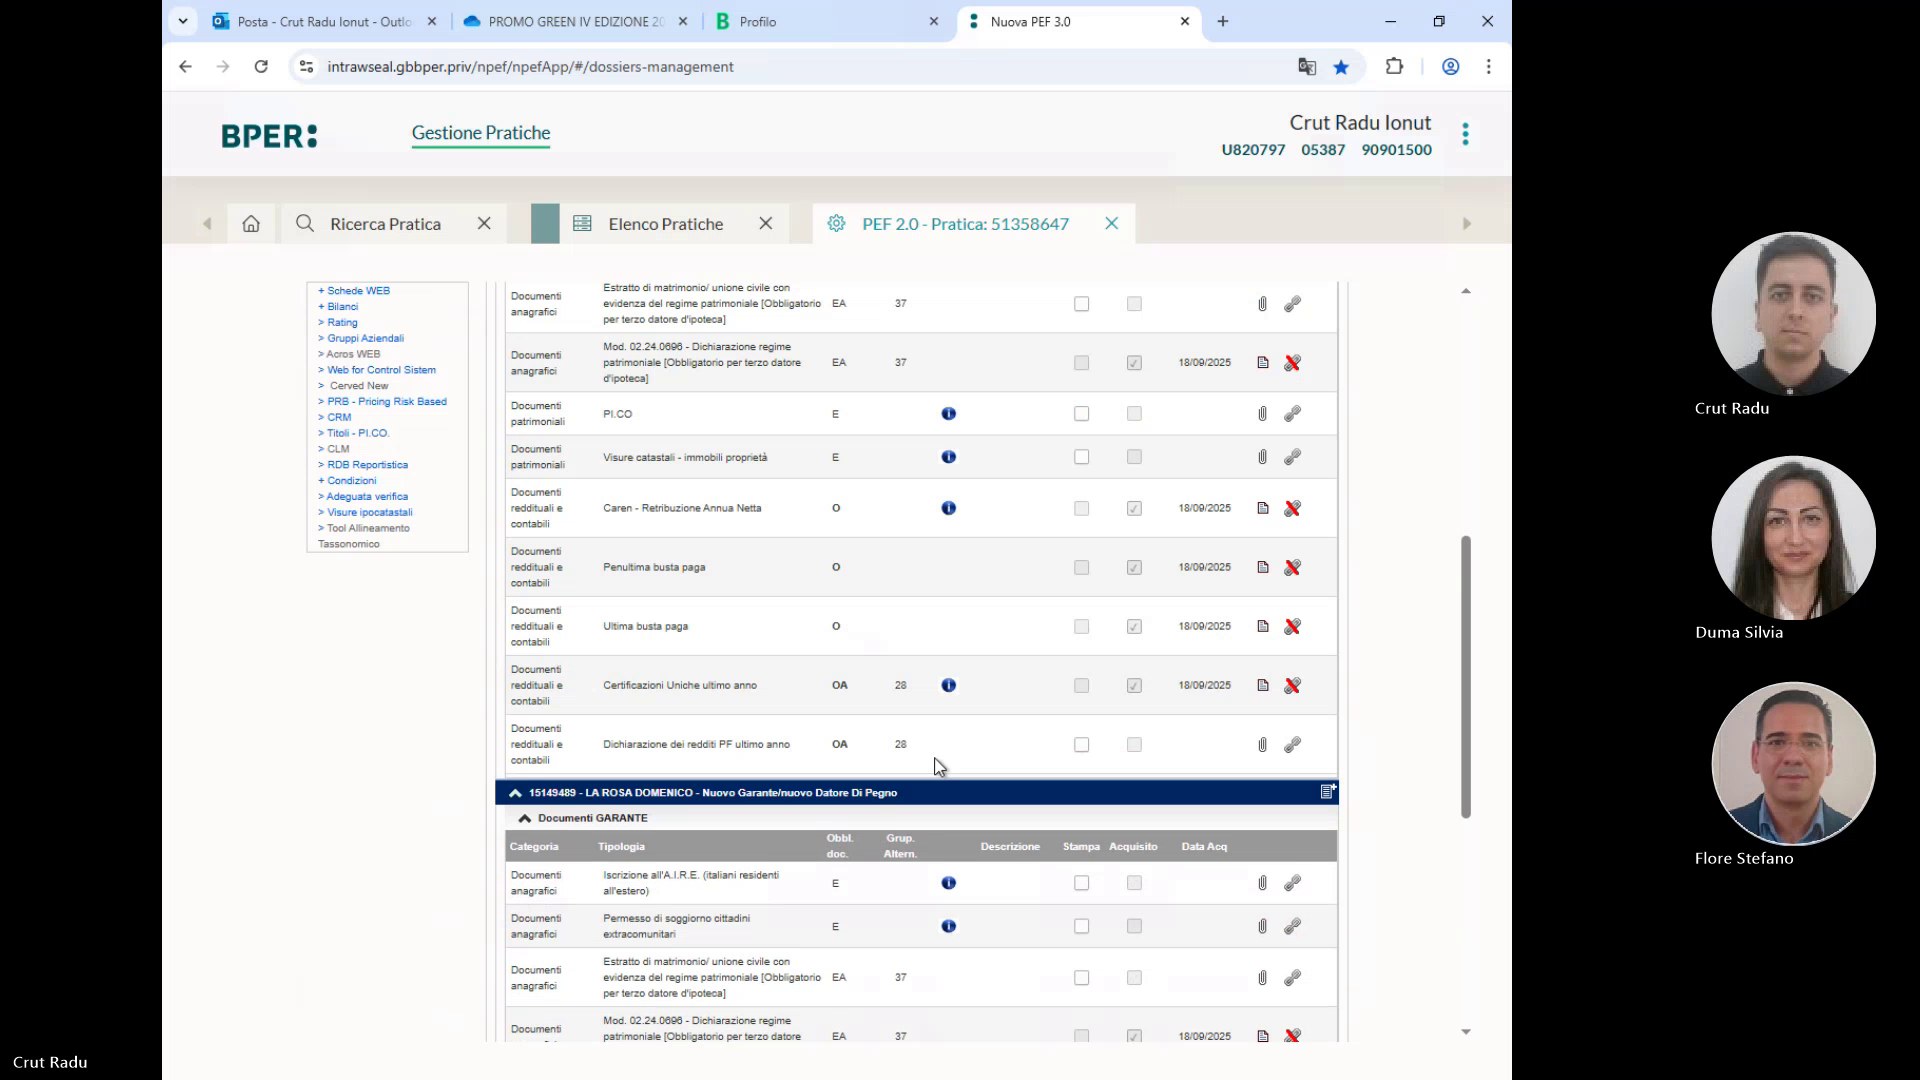 Posta - Crut Radu Ionut - Outlo
PROMO GREEN IV EDIZIONE 20
Profilo
Nuova PEF 3.0
intrawseal.gbbper.priv/npef/npefApp/#/dossiers-management
BPER:
Gestione Pratiche
Crut Radu Ionut
U820797 05387 90901500
Ricerca Pratica
Elenco Pratiche
PEF 2.0 - Pratica: 51358647
+ Schede WEB
+ Bilanci
> Rating
> Gruppi Aziendali
> Acros WEB
> Web for Control Sistem
> Cerved New
> PRB - Pricing Risk Based
> CRM
> Titoli - PI.CO.
> CLM
> RDB Reportistica
+ Condizioni
> Adeguata verifica
> Visure ipocatastali
> Tool Allineamento
Tassonomico
Documenti
anagrafici
Estratto di matrimonio/ unione civile con
evidenza del regime patrimoniale [Obbligatorio
per terzo datore d'ipoteca]
EA 37
Documenti
anagrafici
Mod. 02.24.0696 - Dichiarazione regime
patrimoniale [Obbligatorio per terzo datore
d'ipoteca]
EA 37 18/09/2025
Documenti
patrimoniali
PI.CO E
Documenti
patrimoniali
Visure catastali - immobili proprietà E
Documenti
reddituali e
contabili
Caren - Retribuzione Annua Netta O 18/09/2025
Documenti
reddituali e
contabili
Penultima busta paga O 18/09/2025
Documenti
reddituali e
contabili
Ultima busta paga O 18/09/2025
Documenti
reddituali e
contabili
Certificazioni Uniche ultimo anno OA 28 18/09/2025
Documenti
reddituali e
contabili
Dichiarazione dei redditi PF ultimo anno OA 28
15149489 - LA ROSA DOMENICO - Nuovo Garante/nuovo Datore Di Pegno
Documenti GARANTE
Categoria Tipologia Obbl. doc. Grup. Altern. Descrizione Stampa Acquisito Data Acq
Documenti
anagrafici
Iscrizione all'A.I.R.E. (italiani residenti
all'estero)
E
Documenti
anagrafici
Permesso di soggiorno cittadini
extracomunitari
E
Documenti
anagrafici
Estratto di matrimonio/ unione civile con
evidenza del regime patrimoniale [Obbligatorio
per terzo datore d'ipoteca]
EA 37
Documenti
Mod. 02.24.0696 - Dichiarazione regime
patrimoniale [Obbligatorio per terzo datore
EA 37 18/09/2025
Crut Radu
Duma Silvia
Flore Stefano
Crut Radu